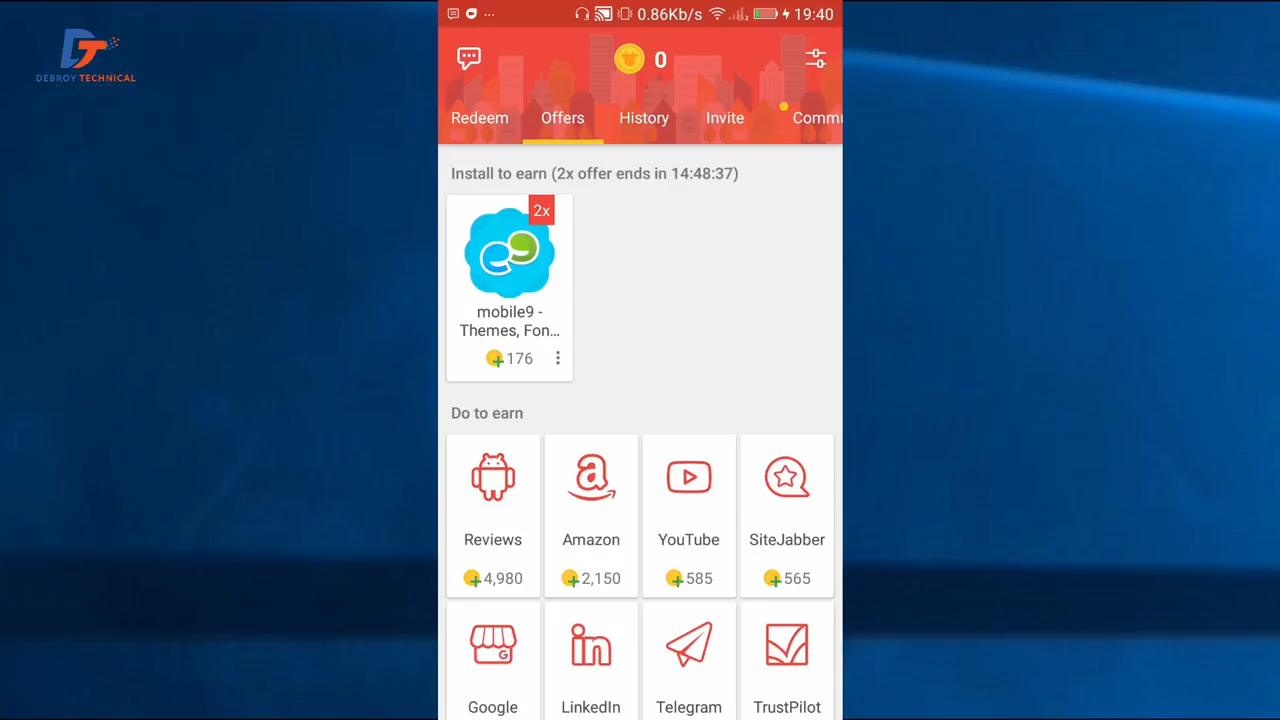 DT
DEBROY TECHNICAL
... 0.86Kb/s 19:40
0
Redeem Offers History Invite Commu
Install to earn (2x offer ends in 14:48:37)
2x
mobile9 -
Themes, Fon...
176
Do to earn
Reviews Amazon YouTube SiteJabber
4,980 2,150 585 565
Google LinkedIn Telegram TrustPilot